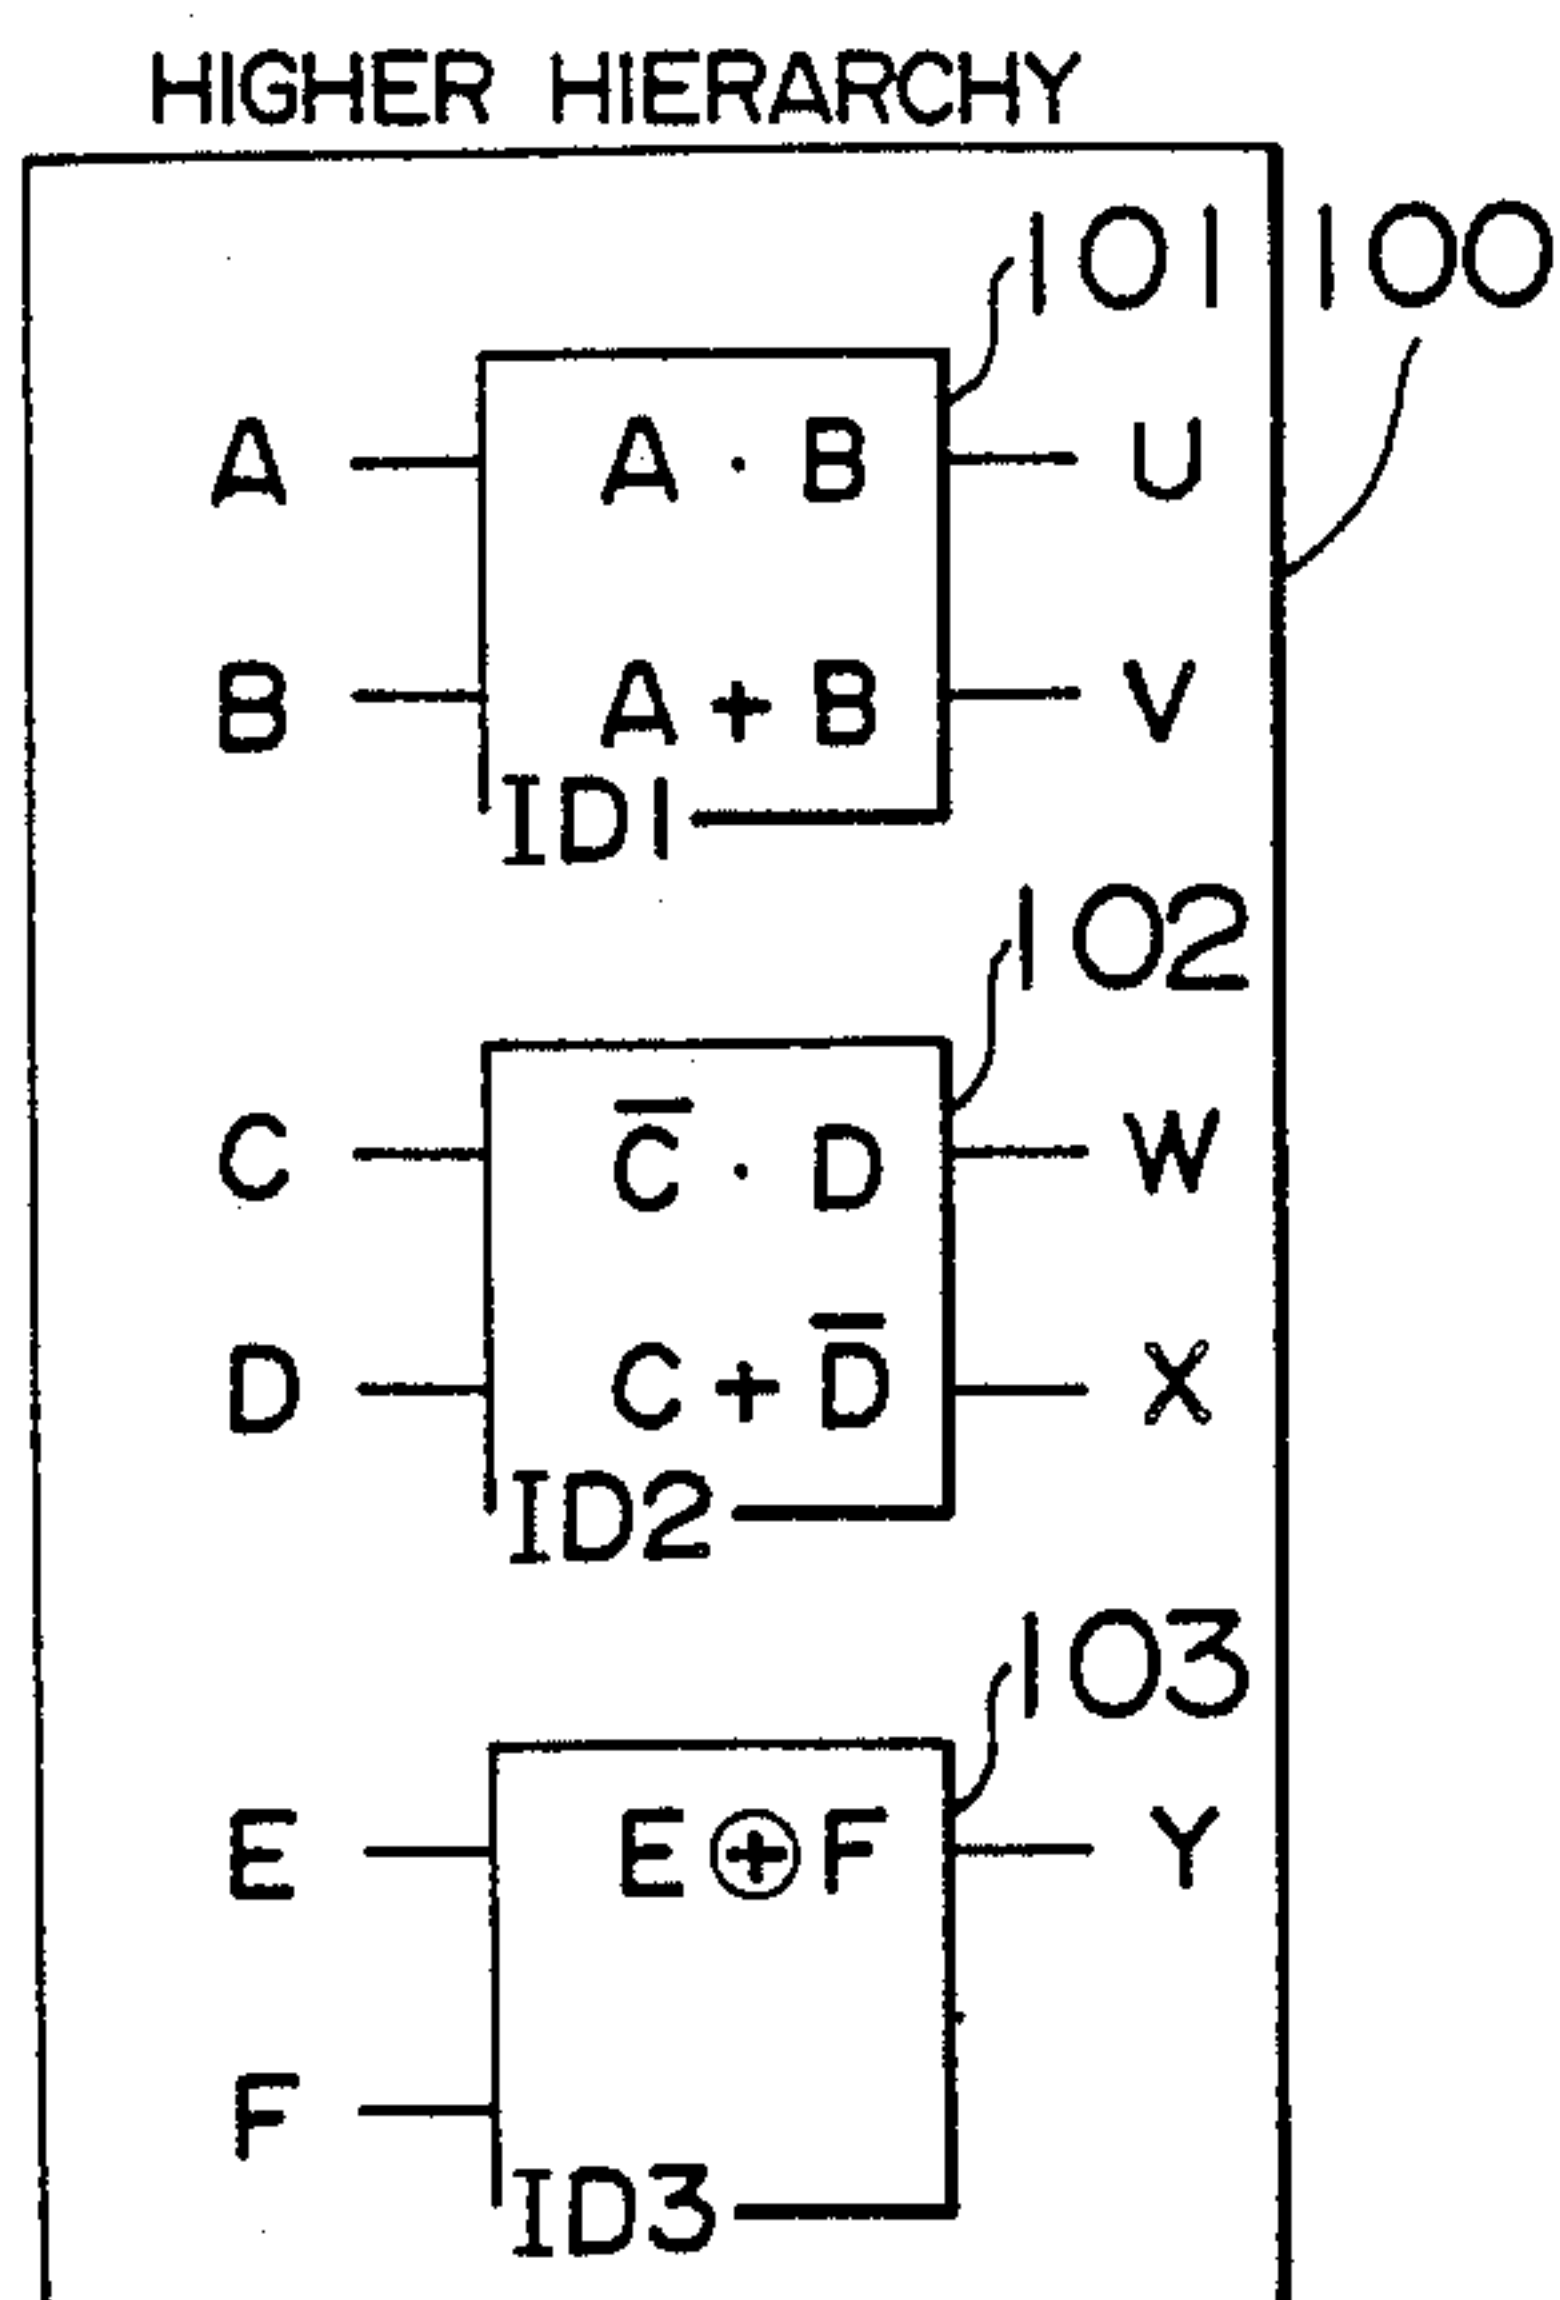 HIGHER HIERARCHY
101 100
A A · B U
B A + B V
ID1
102
C C̅ · D W
D C + D̅ X
ID2
103
E E ⊕ F Y
F
ID3